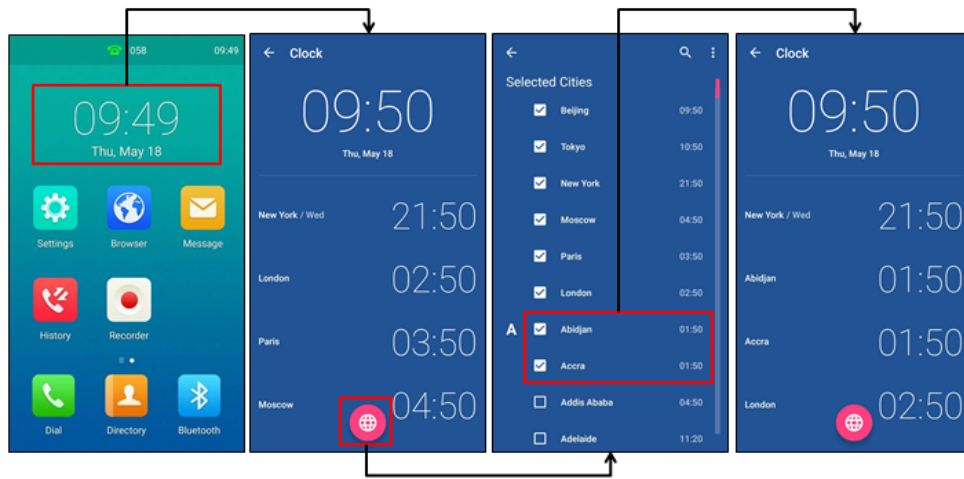 058 09:49
09:49
Thu, May 18
Settings Browser Message
History Recorder
Dial Directory Bluetooth
Clock
09:50
Thu, May 18
New York / Wed 21:50
London 02:50
Paris 03:50
Moscow 04:50
Selected Cities
Beijing 09:50
Tokyo 10:50
New York 21:50
Moscow 04:50
Paris 03:50
London 02:50
A Abidjan 01:50
Accra 01:50
Addis Ababa 04:50
Adelaide 11:20
Clock
09:50
Thu, May 18
New York / Wed 21:50
Abidjan 01:50
Accra 01:50
London 02:50